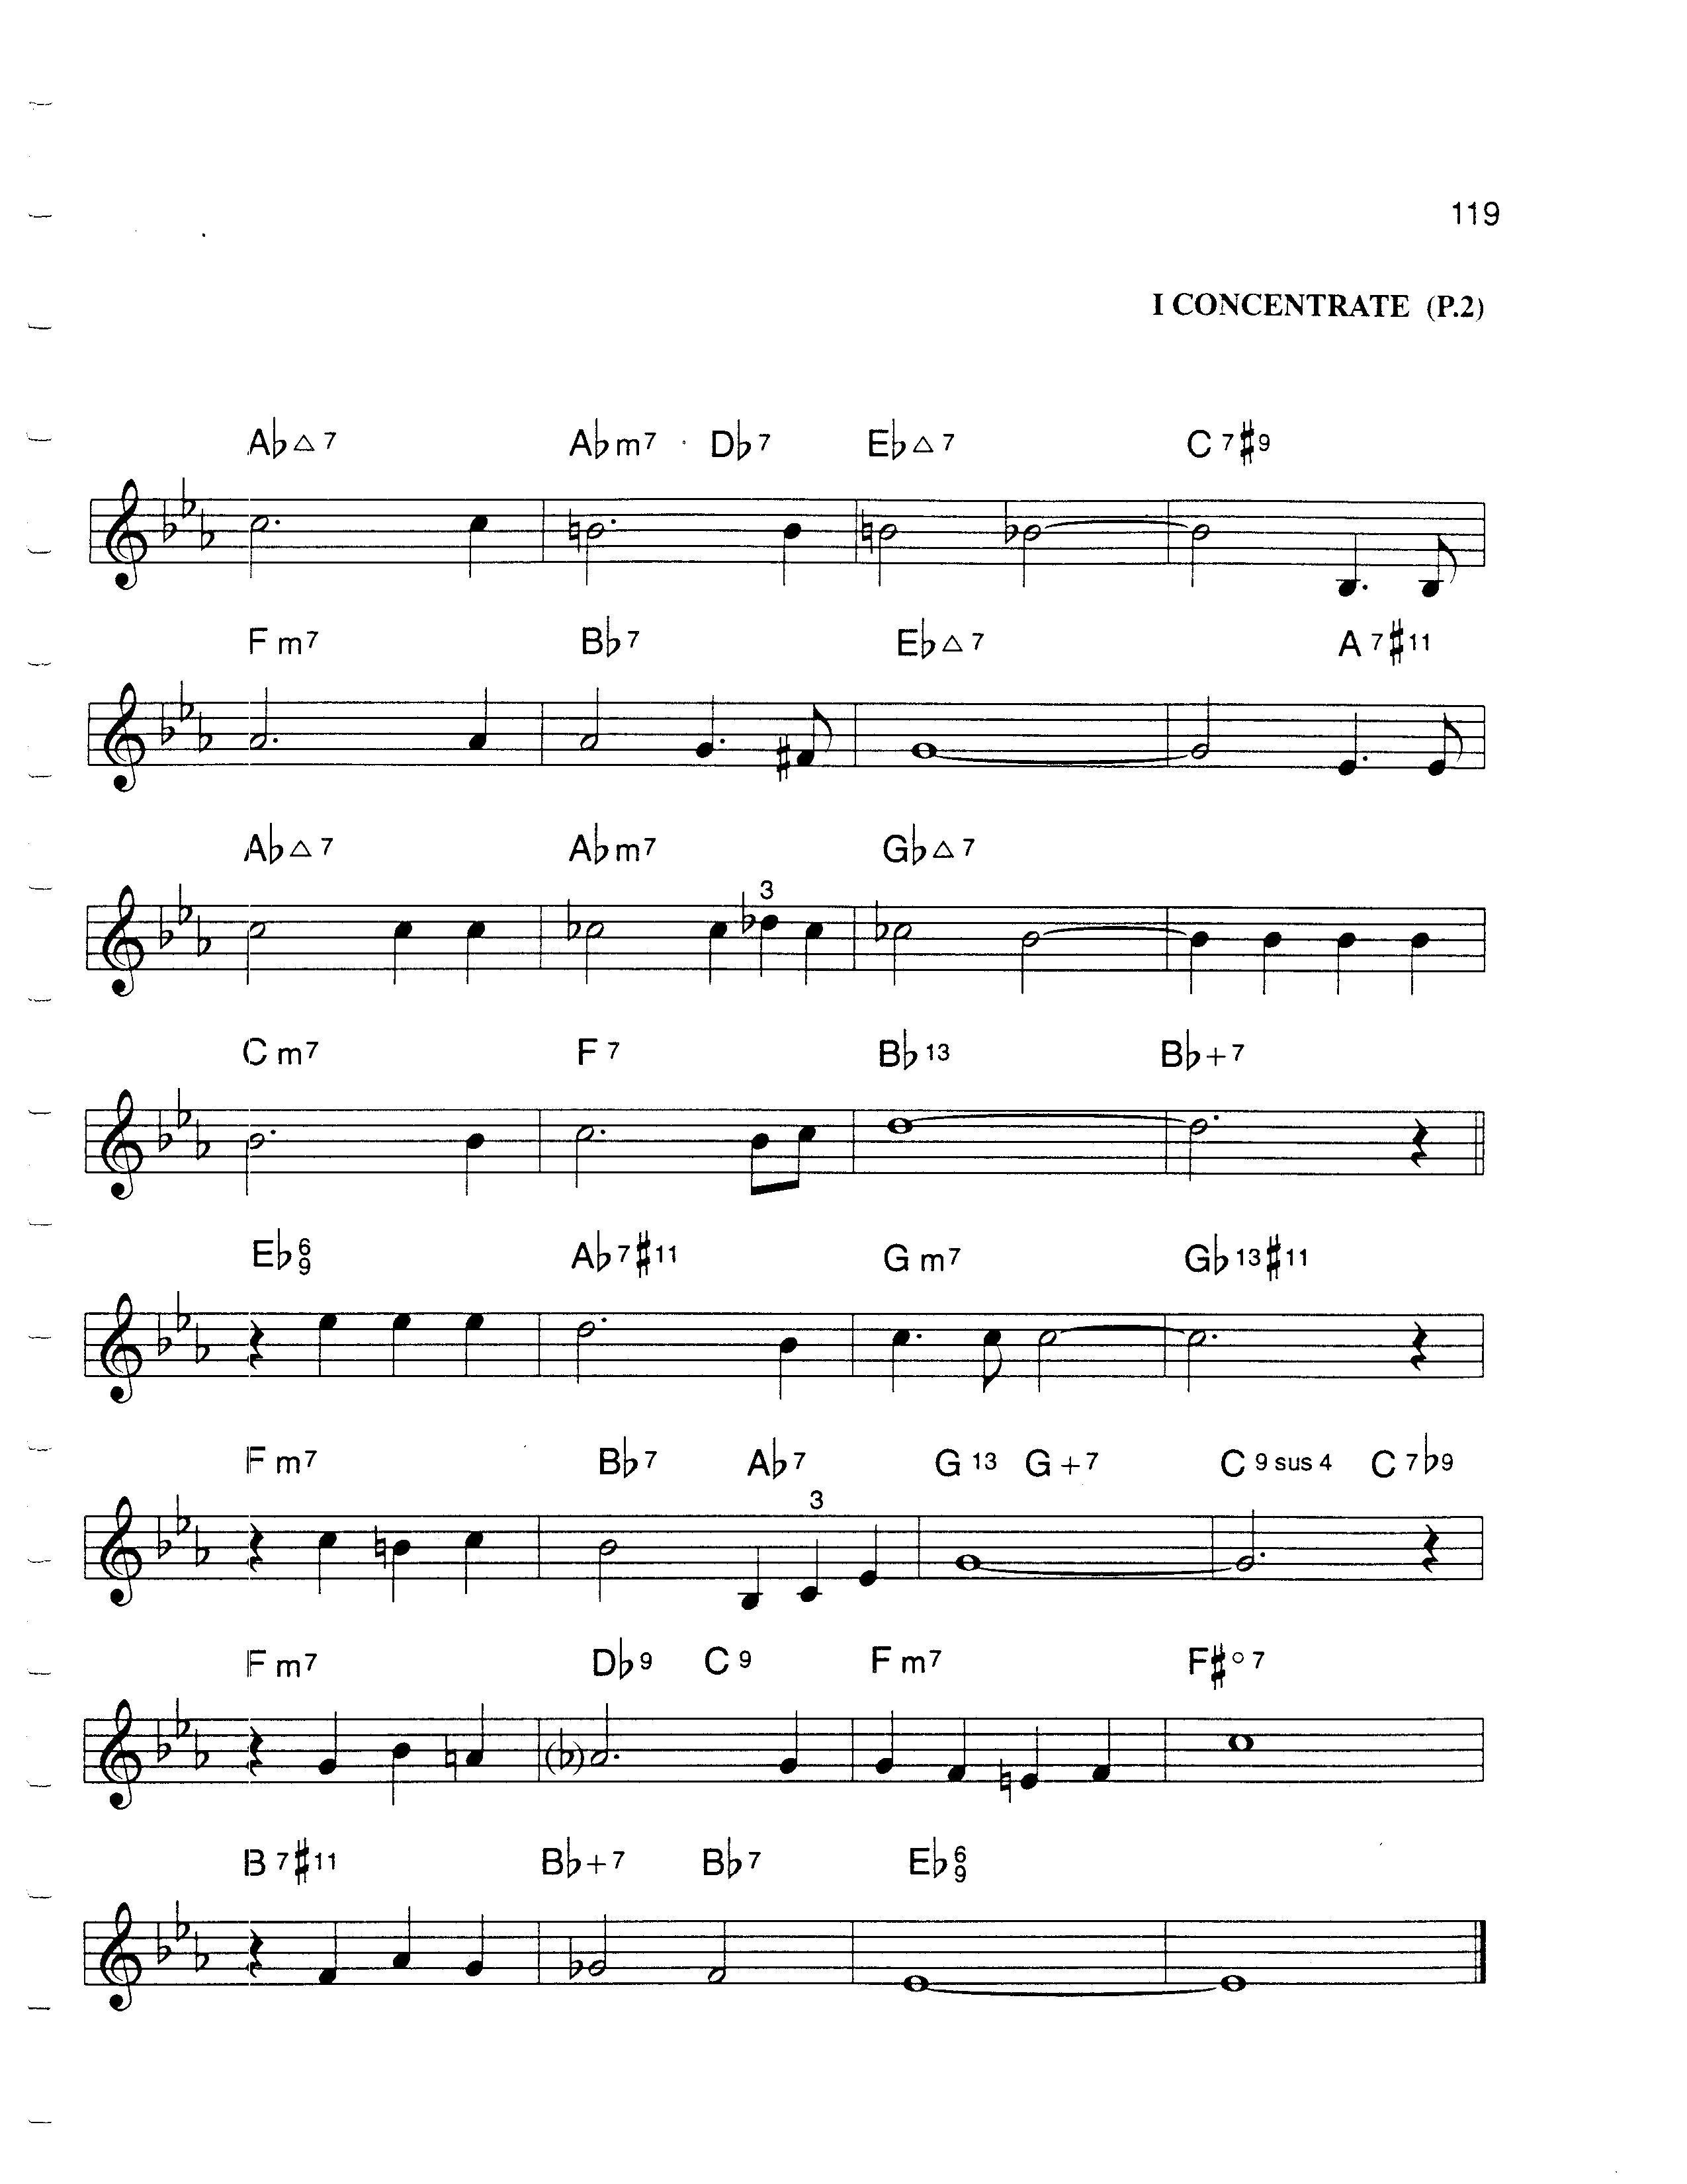 119
I CONCENTRATE (P.2)
A♭△7 A♭m7 D♭7 E♭△7 C7♯9
Fm7 B♭7 E♭△7 A7♯11
A♭△7 A♭m7 G♭△7
3
Cm7 F7 B♭13 B♭+7
E♭6/9 A♭7♯11 Gm7 G♭13♯11
Fm7 B♭7 A♭7 G13 G+7 C9sus4 C7♭9
3
Fm7 D♭9 C9 Fm7 F♯°7
B7♯11 B♭+7 B♭7 E♭6/9